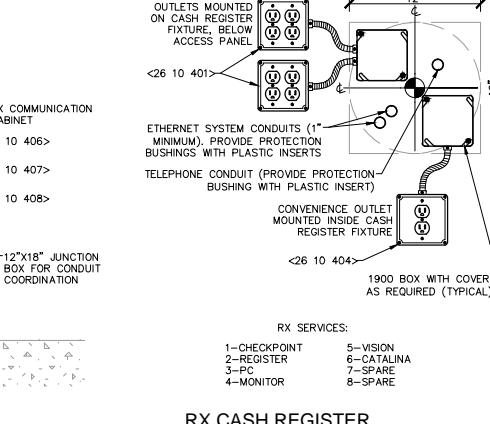 OUTLETS MOUNTED
ON CASH REGISTER
FIXTURE, BELOW
ACCESS PANEL
<26 10 401>
COMMUNICATION
10 406>
10 407>
10 408>
12"X18" JUNCTION
BOX FOR CONDUIT
COORDINATION
ETHERNET SYSTEM CONDUITS (1"
MINIMUM). PROVIDE PROTECTION
BUSHINGS WITH PLASTIC INSERTS
TELEPHONE CONDUIT (PROVIDE PROTECTION
BUSHING WITH PLASTIC INSERT)
CONVENIENCE OUTLET
MOUNTED INSIDE CASH
REGISTER FIXTURE
<26 10 404>
1900 BOX WITH COVER
AS REQUIRED (TYPICAL)
RX SERVICES:
1-CHECKPOINT
2-REGISTER
3-PC
4-MONITOR
5-VISION
6-CATALINA
7-SPARE
8-SPARE
RX CASH REGISTER